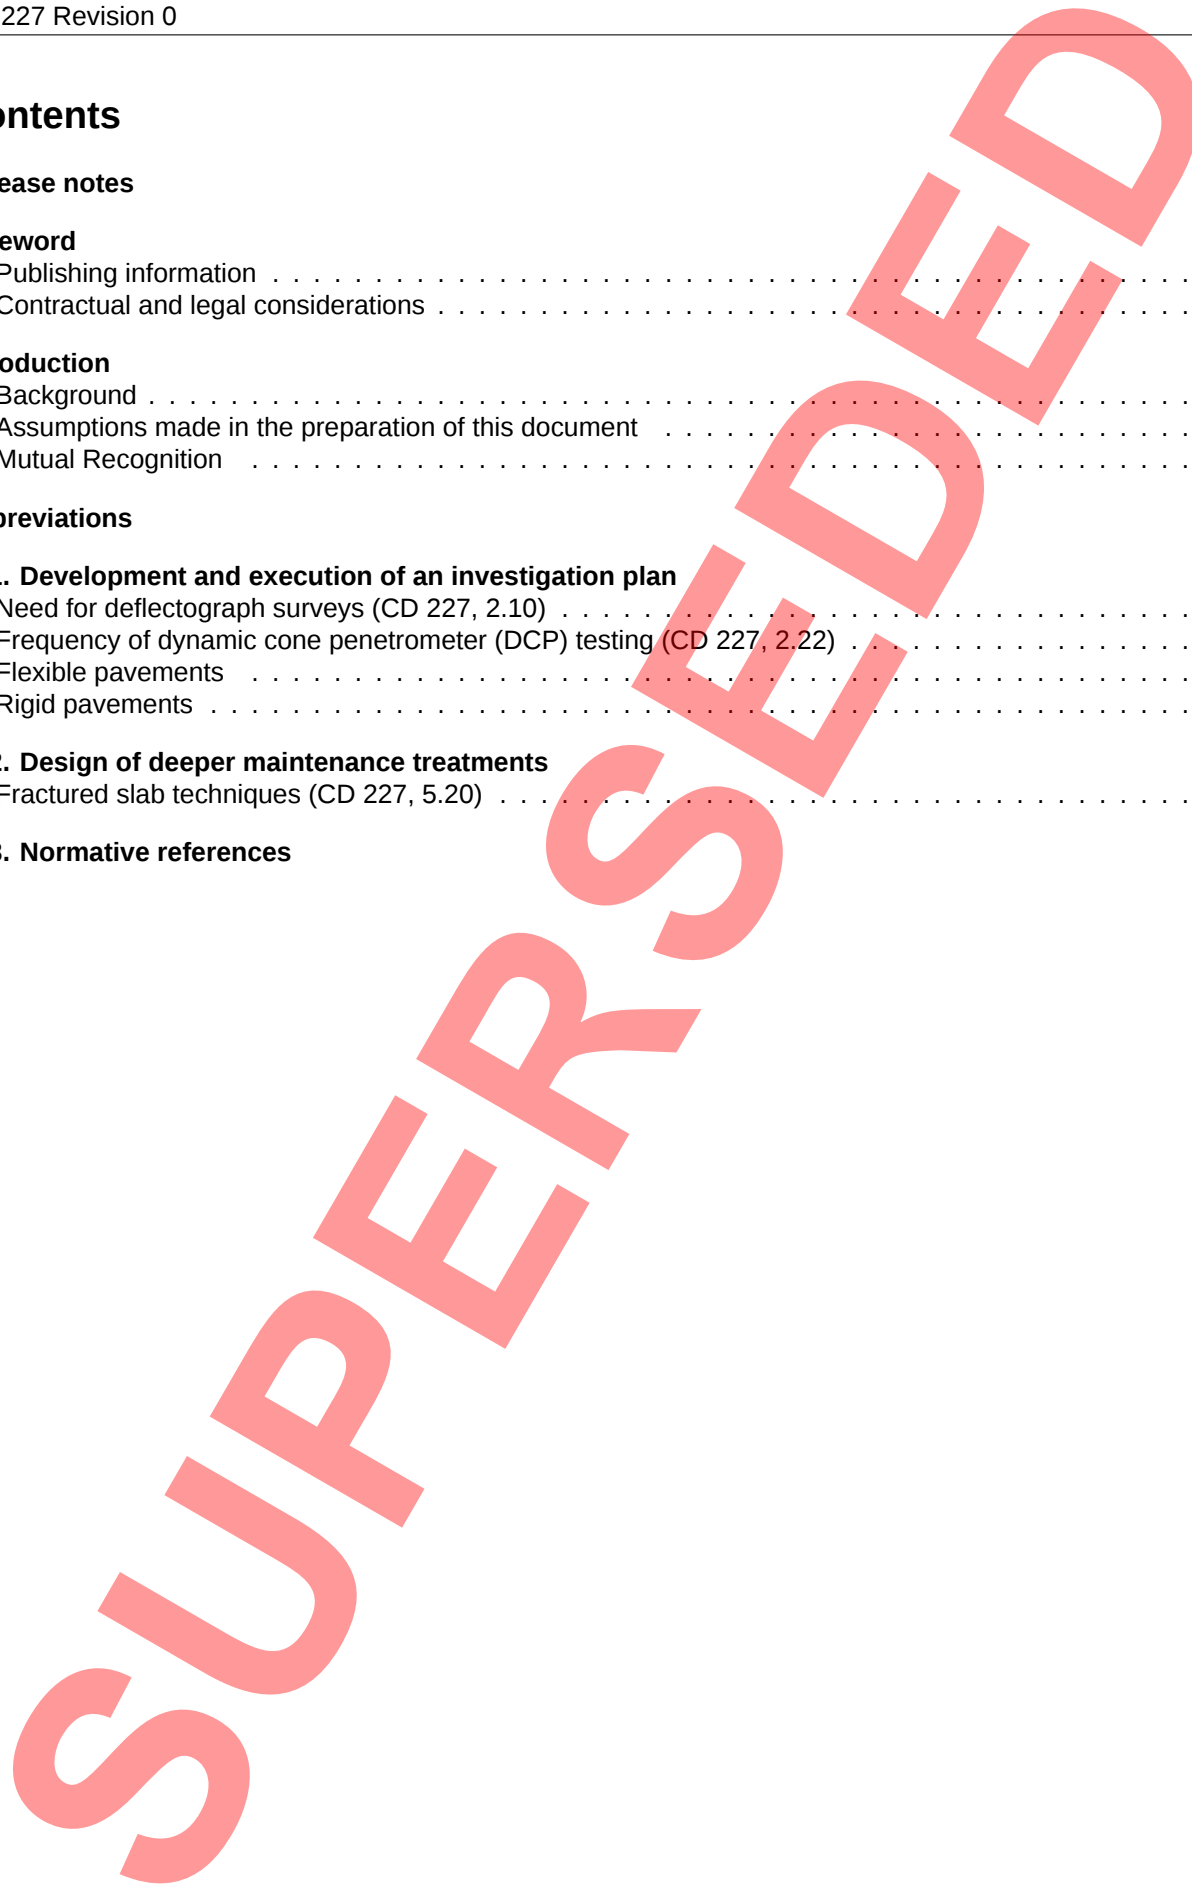 227 Revision 0
ontents
ease notes
eword
Publishing information . . . . . . . . . . . . . . . . . . . . . . . . . . . . . . . . . . . . . . . . . . . . .
Contractual and legal considerations . . . . . . . . . . . . . . . . . . . . . . . . . . . . . . . . . . . . .
oduction
Background . . . . . . . . . . . . . . . . . . . . . . . . . . . . . . . . . . . . . . . . . . . . . . . . . . .
Assumptions made in the preparation of this document . . . . . . . . . . . . . . . . . . . . . . . . . .
Mutual Recognition . . . . . . . . . . . . . . . . . . . . . . . . . . . . . . . . . . . . . . . . . . . . . .
breviations
. Development and execution of an investigation plan
Need for deflectograph surveys (CD 227, 2.10) . . . . . . . . . . . . . . . . . . . . . . . . . . . . . . .
Frequency of dynamic cone penetrometer (DCP) testing (CD 227, 2.22) . . . . . . . . . . . . . . . . .
Flexible pavements . . . . . . . . . . . . . . . . . . . . . . . . . . . . . . . . . . . . . . . . . . . . . .
Rigid pavements . . . . . . . . . . . . . . . . . . . . . . . . . . . . . . . . . . . . . . . . . . . . . . . .
2. Design of deeper maintenance treatments
Fractured slab techniques (CD 227, 5.20) . . . . . . . . . . . . . . . . . . . . . . . . . . . . . . . . . .
3. Normative references
SUPERSEDED